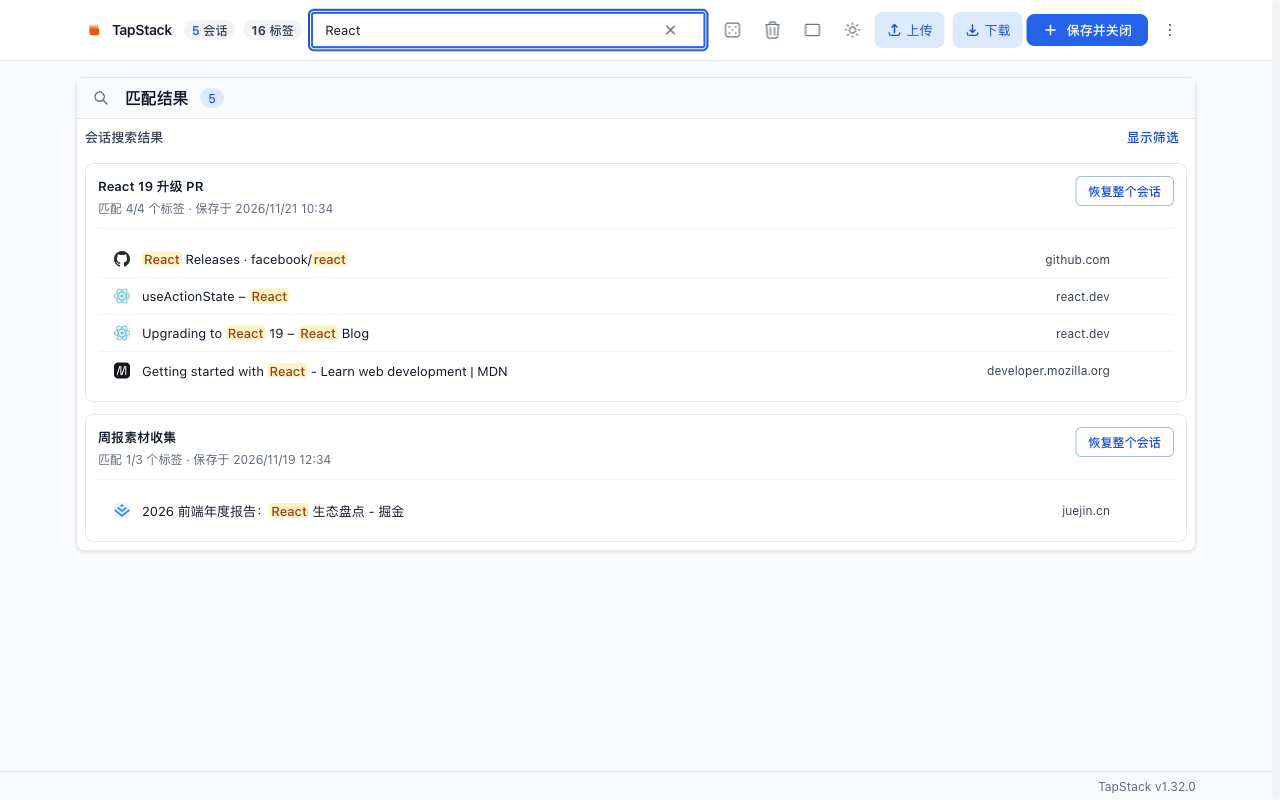 TapStack 5 会话 16 标签 React 上传 下载 保存并关闭
匹配结果 5
会话搜索结果 显示筛选
React 19 升级 PR 恢复整个会话
匹配 4/4 个标签 · 保存于 2026/11/21 10:34
React Releases · facebook/react github.com
useActionState – React react.dev
Upgrading to React 19 – React Blog react.dev
Getting started with React - Learn web development | MDN developer.mozilla.org
周报素材收集 恢复整个会话
匹配 1/3 个标签 · 保存于 2026/11/19 12:34
2026 前端年度报告：React 生态盘点 - 掘金 juejin.cn
TapStack v1.32.0